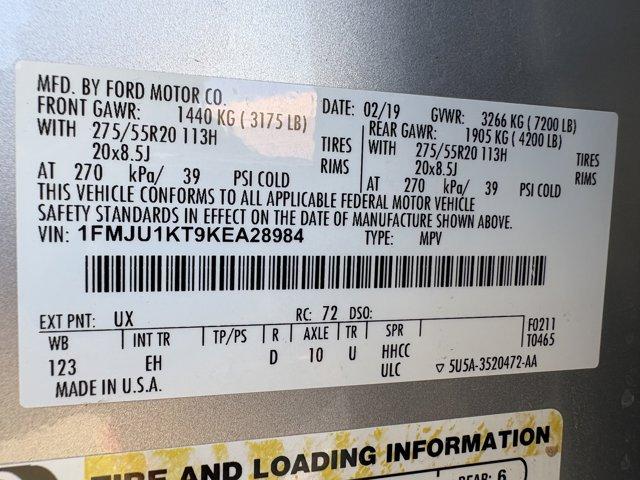 MFD. BY FORD MOTOR CO.
DATE: 02/19 GVWR: 3266 KG ( 7200 LB)
FRONT GAWR: 1440 KG ( 3175 LB) REAR GAWR: 1905 KG ( 4200 LB)
WITH 275/55R20 113H TIRES WITH 275/55R20 113H TIRES
20x8.5J RIMS 20x8.5J RIMS
AT 270 kPa/ 39 PSI COLD AT 270 kPa/ 39 PSI COLD
THIS VEHICLE CONFORMS TO ALL APPLICABLE FEDERAL MOTOR VEHICLE
SAFETY STANDARDS IN EFFECT ON THE DATE OF MANUFACTURE SHOWN ABOVE.
VIN: 1FMJU1KT9KEA28984 TYPE: MPV
EXT PNT: UX RC: 72 DSO: F0211
WB INT TR TP/PS R AXLE TR SPR T0465
123 EH D 10 U HHCC
ULC ▽ 5U5A-3520472-AA
MADE IN U.S.A.
TIRE AND LOADING INFORMATION
REAR: 6